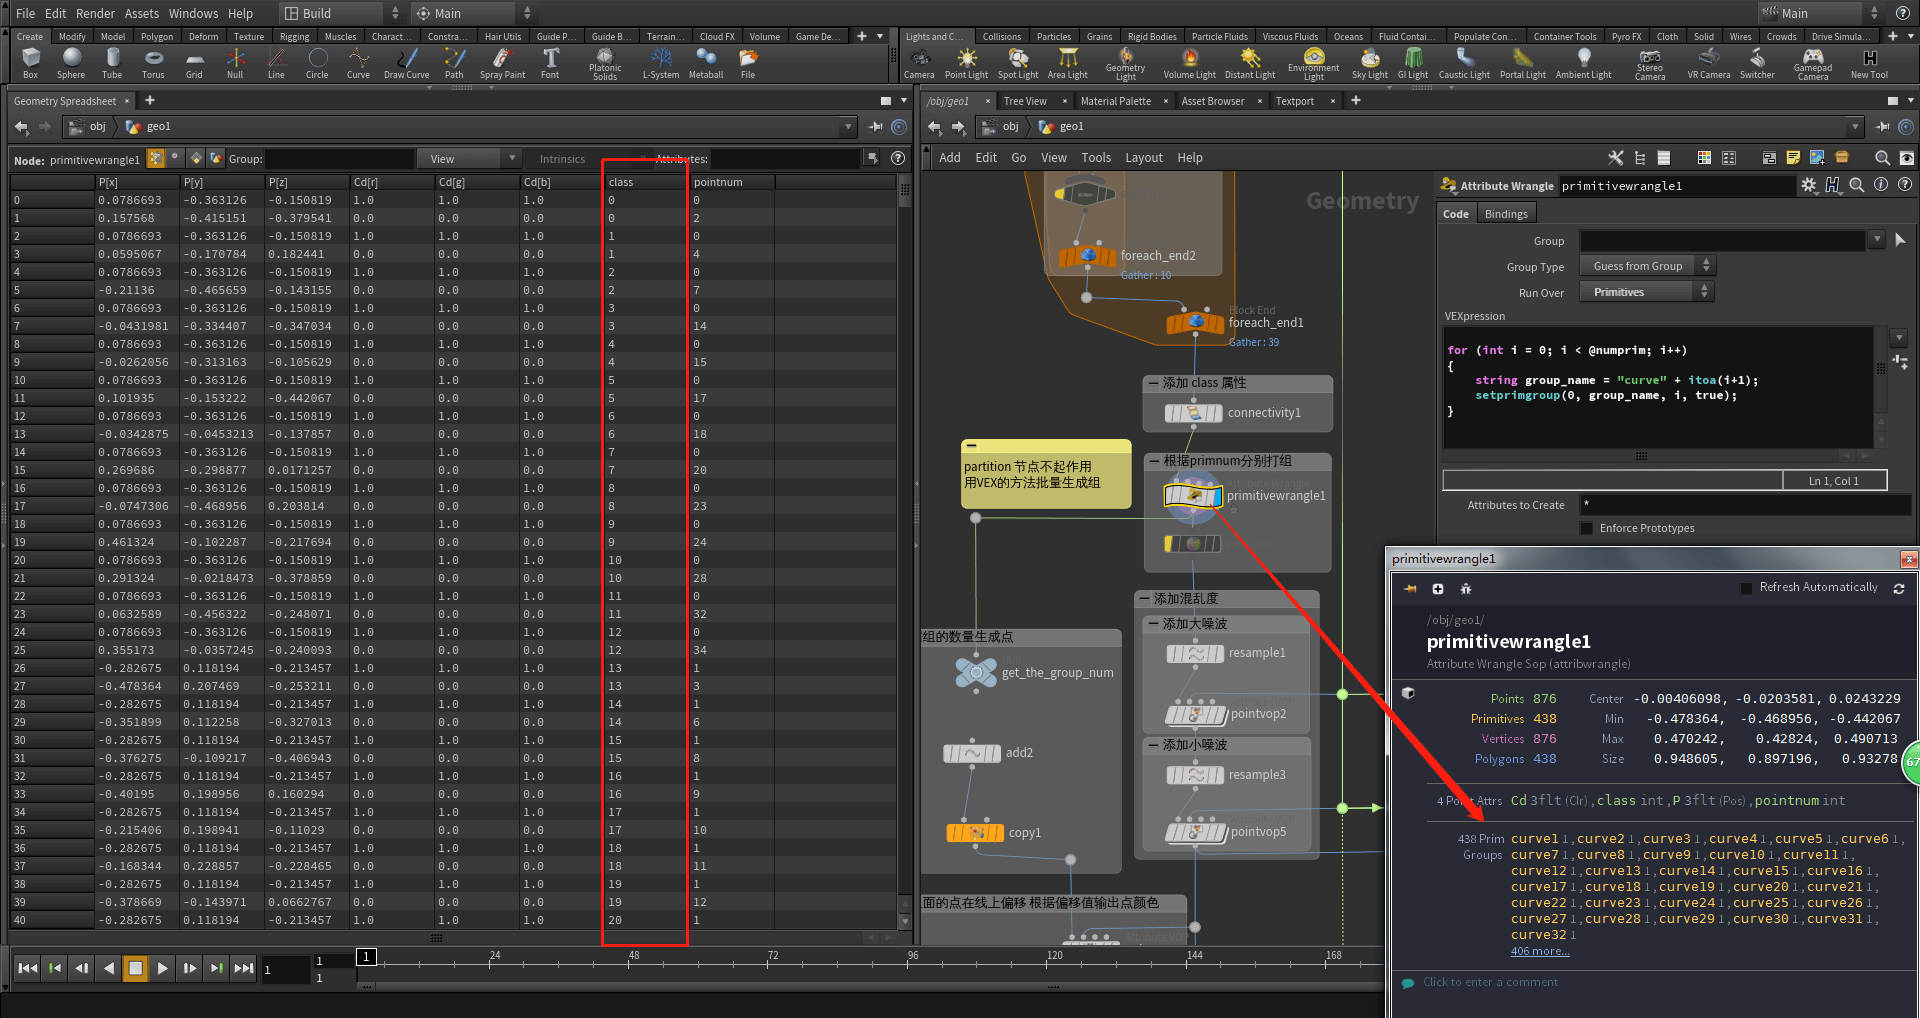 File Edit Render Assets Windows Help Build Main Main
Create Modify Model Polygon Deform Texture Rigging Muscles Charact... Constra... Hair Utils Guide P... Guide B... Terrain... Cloud FX Volume Game De...
Lights and C... Collisions Particles Grains Rigid Bodies Particle Fluids Viscous Fluids Oceans Fluid Contai... Populate Con... Container Tools Pyro FX Cloth Solid Wires Crowds Drive Simula...
Box Sphere Tube Torus Grid Null Line Circle Curve Draw Curve Path Spray Paint Font Platonic Solids L-System Metaball File
Camera Point Light Spot Light Area Light Geometry Light Volume Light Distant Light Environment Light Sky Light GI Light Caustic Light Portal Light Ambient Light Stereo Camera VR Camera Switcher Gamepad Camera New Tool
Geometry Spreadsheet
obj geo1
Node: primitivewrangle1 Group: View Intrinsics Attributes:
P[x] P[y] P[z] Cd[r] Cd[g] Cd[b] class pointnum
0 0.0786693 -0.363126 -0.150819 1.0 1.0 1.0 0 0
1 0.157568 -0.415151 -0.379541 0.0 0.0 0.0 0 2
2 0.0786693 -0.363126 -0.150819 1.0 1.0 1.0 1 0
3 0.0595067 -0.170784 0.182441 0.0 0.0 0.0 1 4
4 0.0786693 -0.363126 -0.150819 1.0 1.0 1.0 2 0
5 -0.21136 -0.465659 -0.143155 0.0 0.0 0.0 2 7
6 0.0786693 -0.363126 -0.150819 1.0 1.0 1.0 3 0
7 -0.0431981 -0.334407 -0.347034 0.0 0.0 0.0 3 14
8 0.0786693 -0.363126 -0.150819 1.0 1.0 1.0 4 0
9 -0.0262056 -0.313163 -0.105629 0.0 0.0 0.0 4 15
10 0.0786693 -0.363126 -0.150819 1.0 1.0 1.0 5 0
11 0.101935 -0.153222 -0.442067 0.0 0.0 0.0 5 17
12 0.0786693 -0.363126 -0.150819 1.0 1.0 1.0 6 0
13 -0.0342875 -0.0453213 -0.137857 0.0 0.0 0.0 6 18
14 0.0786693 -0.363126 -0.150819 1.0 1.0 1.0 7 0
15 0.269686 -0.298877 0.0171257 0.0 0.0 0.0 7 20
16 0.0786693 -0.363126 -0.150819 1.0 1.0 1.0 8 0
17 -0.0747306 -0.468956 0.203814 0.0 0.0 0.0 8 23
18 0.0786693 -0.363126 -0.150819 1.0 1.0 1.0 9 0
19 0.461324 -0.102287 -0.217694 0.0 0.0 0.0 9 24
20 0.0786693 -0.363126 -0.150819 1.0 1.0 1.0 10 0
21 0.291324 -0.0218473 -0.378859 0.0 0.0 0.0 10 28
22 0.0786693 -0.363126 -0.150819 1.0 1.0 1.0 11 0
23 0.0632589 -0.456322 -0.248071 0.0 0.0 0.0 11 32
24 0.0786693 -0.363126 -0.150819 1.0 1.0 1.0 12 0
25 0.355173 -0.0357245 -0.240093 0.0 0.0 0.0 12 34
26 -0.282675 0.118194 -0.213457 1.0 1.0 1.0 13 1
27 -0.478364 0.207469 -0.253211 0.0 0.0 0.0 13 3
28 -0.282675 0.118194 -0.213457 1.0 1.0 1.0 14 1
29 -0.351899 0.112258 -0.327013 0.0 0.0 0.0 14 6
30 -0.282675 0.118194 -0.213457 1.0 1.0 1.0 15 1
31 -0.376275 -0.109217 -0.406943 0.0 0.0 0.0 15 8
32 -0.282675 0.118194 -0.213457 1.0 1.0 1.0 16 1
33 -0.40195 0.198956 0.160294 0.0 0.0 0.0 16 9
34 -0.282675 0.118194 -0.213457 1.0 1.0 1.0 17 1
35 -0.215406 0.198941 -0.11029 0.0 0.0 0.0 17 10
36 -0.282675 0.118194 -0.213457 1.0 1.0 1.0 18 1
37 -0.168344 0.228857 -0.228465 0.0 0.0 0.0 18 11
38 -0.282675 0.118194 -0.213457 1.0 1.0 1.0 19 1
39 -0.378669 -0.143971 0.0662767 0.0 0.0 0.0 19 12
40 -0.282675 0.118194 -0.213457 1.0 1.0 1.0 20 1
/obj/geo1 Tree View Material Palette Asset Browser Textport
obj geo1
Add Edit Go View Tools Layout Help
Geometry
foreach_end2
Gather : 10
Block End
foreach_end1
Gather : 39
添加 class 属性
connectivity1
partition 节点不起作用
用VEX的方法批量生成组
根据primnum分别打组
Attribute Wrangle
primitivewrangle1
添加混乱度
添加大噪波
resample1
pointvop2
添加小噪波
resample3
Attribute VOP
pointvop5
组的数量生成点
Null
get_the_group_num
add2
copy1
面的点在线上偏移 根据偏移值输出点颜色
Attribute VOP
Attribute Wrangle primitivewrangle1
Code Bindings
Group
Group Type Guess from Group
Run Over Primitives
VEXpression
for (int i = 0; i < @numprim; i++)
{
string group_name = "curve" + itoa(i+1);
setprimgroup(0, group_name, i, true);
}
Ln 1, Col 1
Attributes to Create *
Enforce Prototypes
primitivewrangle1
Refresh Automatically
/obj/geo1/
primitivewrangle1
Attribute Wrangle Sop (attribwrangle)
Points 876 Center -0.00406098, -0.0203581, 0.0243229
Primitives 438 Min -0.478364, -0.468956, -0.442067
Vertices 876 Max 0.470242, 0.42824, 0.490713
Polygons 438 Size 0.948605, 0.897196, 0.93278
67
4 Point Attrs Cd 3flt (Clr), class int, P 3flt (Pos), pointnum int
438 Prim Groups curve1 1, curve2 1, curve3 1, curve4 1, curve5 1, curve6 1,
curve7 1, curve8 1, curve9 1, curve10 1, curve11 1,
curve12 1, curve13 1, curve14 1, curve15 1, curve16 1,
curve17 1, curve18 1, curve19 1, curve20 1, curve21 1,
curve22 1, curve23 1, curve24 1, curve25 1, curve26 1,
curve27 1, curve28 1, curve29 1, curve30 1, curve31 1,
curve32 1
406 more...
Click to enter a comment
1 1 1 1 24 48 72 96 120 144 168